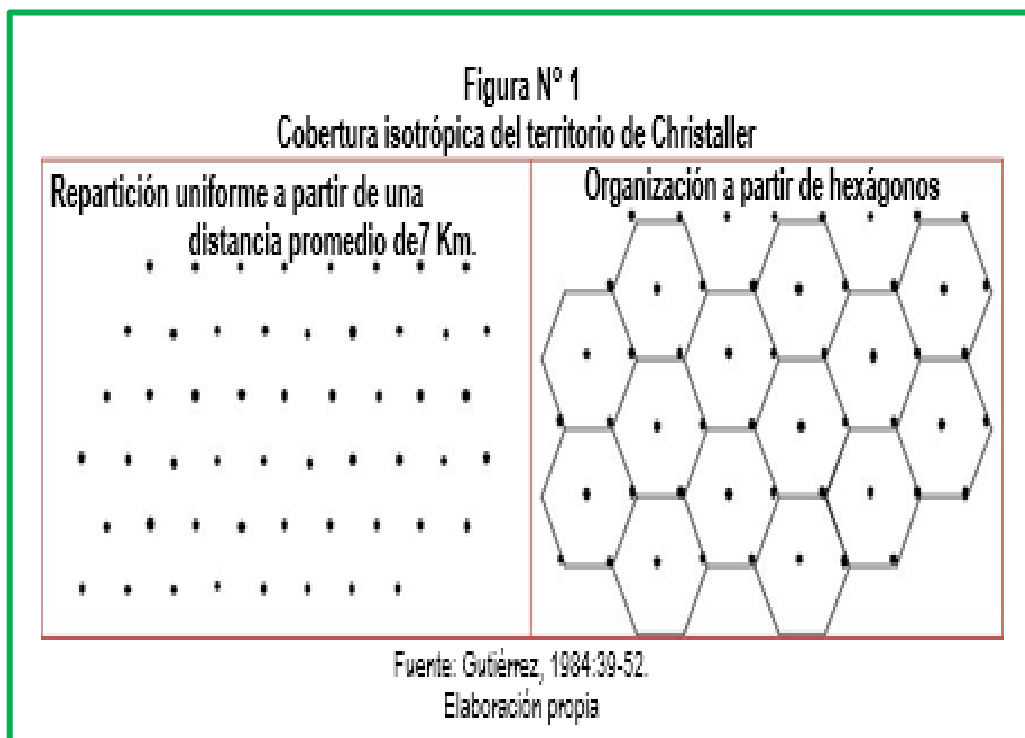 Figura N° 1
Cobertura isotrópica del territorio de Christaller
Repartición uniforme a partir de una
distancia promedio de7 Km.
Organización a partir de hexágonos
Fuente: Gutiérrez, 1984:39-52.
Elaboración propia